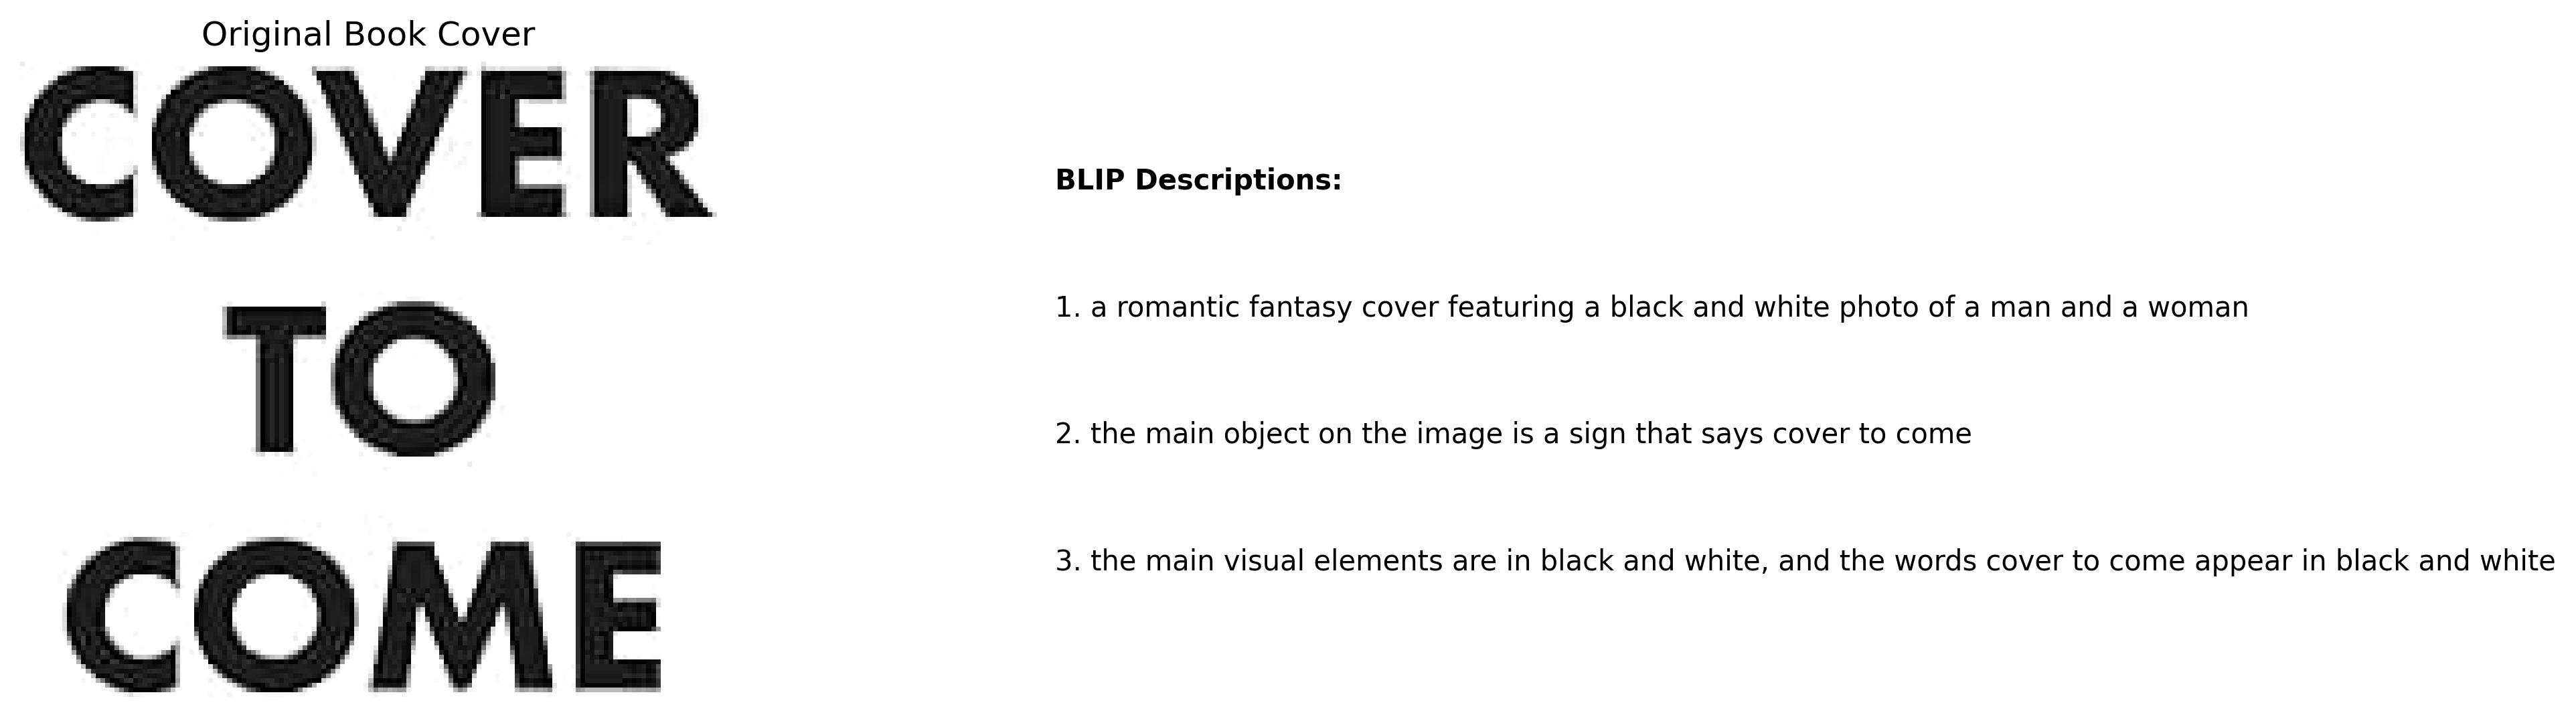 Original Book Cover
COVER
TO
COME
BLIP Descriptions:
1. a romantic fantasy cover featuring a black and white photo of a man and a woman
2. the main object on the image is a sign that says cover to come
3. the main visual elements are in black and white, and the words cover to come appear in black and white